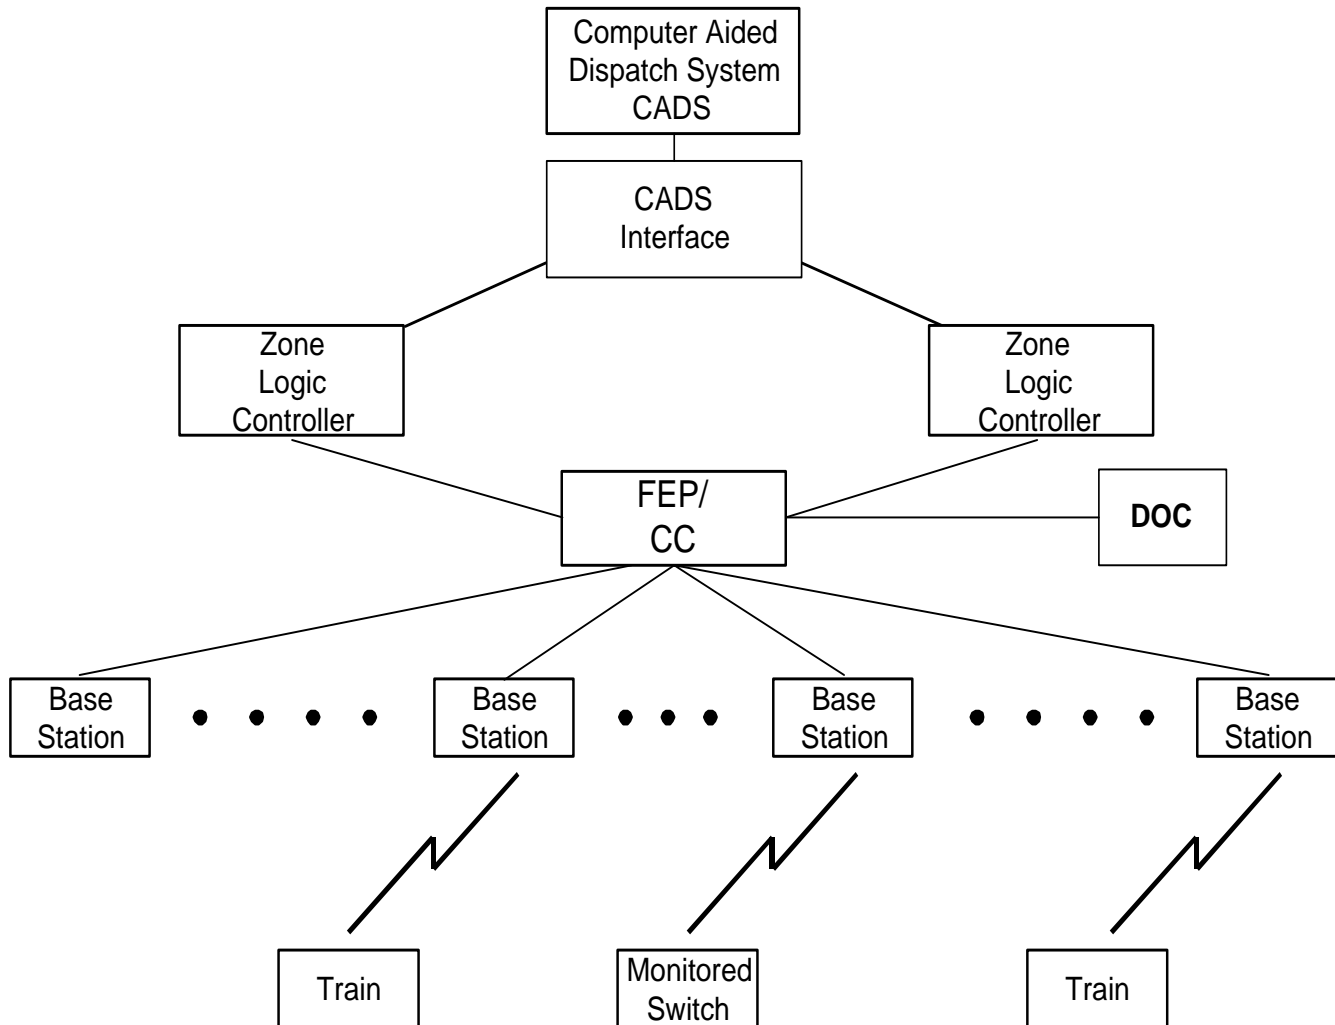 Computer Aided
Dispatch System
CADS
CADS
Interface
Zone
Logic
Controller
Zone
Logic
Controller
FEP/
CC
DOC
Base
Station
Base
Station
Base
Station
Base
Station
Train
Monitored
Switch
Train